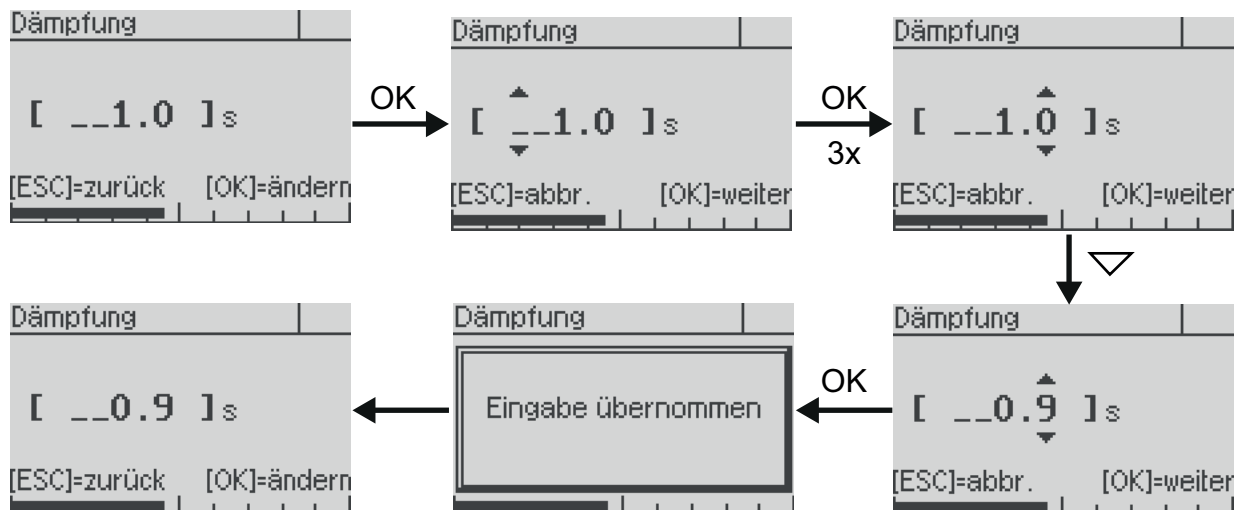 Dämpfung
[ __1.0 ]s
[ESC]=zurück [OK]=ändern
OK
Dämpfung
[ __1.0 ]s
[ESC]=abbr. [OK]=weiter
OK
3x
Dämpfung
[ __1.0 ]s
[ESC]=abbr. [OK]=weiter
Dämpfung
[ __0.9 ]s
[ESC]=abbr. [OK]=weiter
OK
Dämpfung
Eingabe übernommen
Dämpfung
[ __0.9 ]s
[ESC]=zurück [OK]=ändern